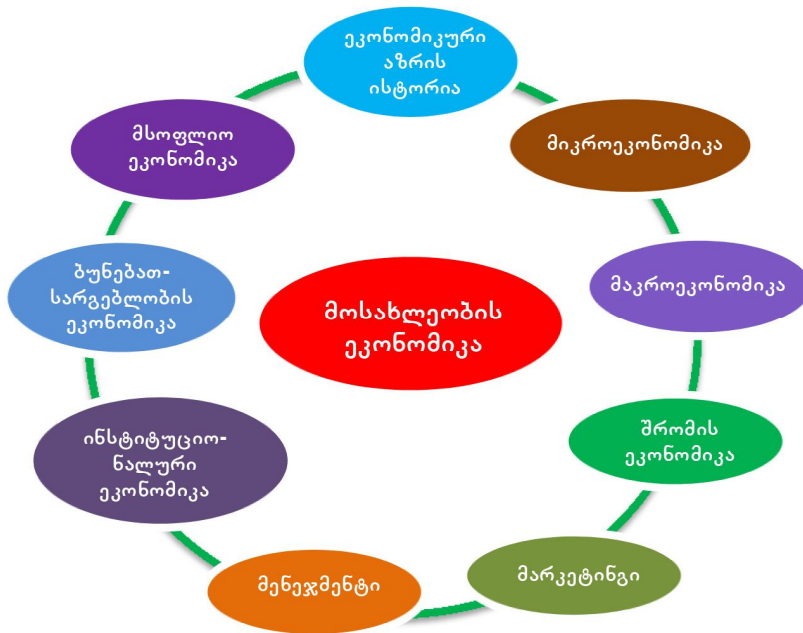 ეკონომიკური
აზრის
ისტორია
მიკროეკონომიკა
მაკროეკონომიკა
შრომის
ეკონომიკა
მარკეტინგი
მენეჯმენტი
ინსტიტუციო-
ნალური
ეკონომიკა
ბუნებათ-
სარგებლობის
ეკონომიკა
მსოფლიო
ეკონომიკა
მოსახლეობის
ეკონომიკა